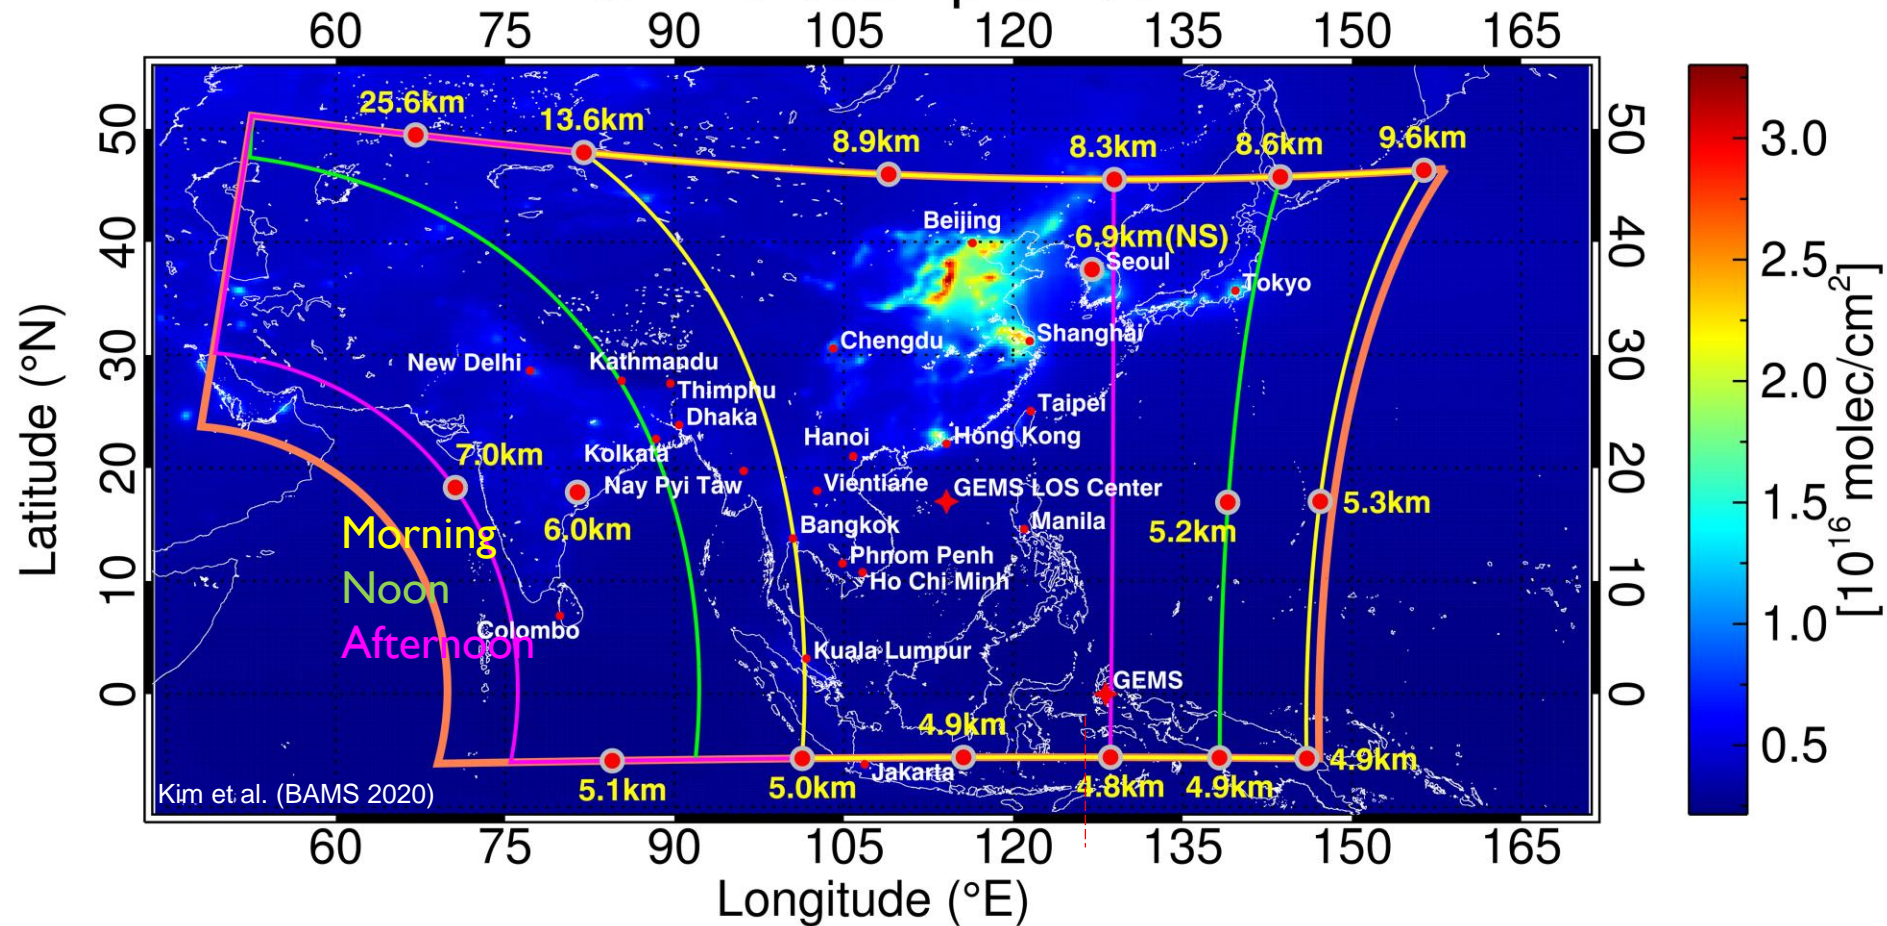 60 75 90 105 120 135 150 165
25.6km
13.6km
8.9km
8.3km
8.6km
9.6km
50
40
30
20
10
0
Latitude (°N)
50
40
30
20
10
0
Beijing
6.9km(NS)
Seoul
Tokyo
Chengdu
Shanghai
New Delhi
Kathmandu
Thimphu
Dhaka
Taipei
Hanoi
Hong Kong
Kolkata
7.0km
Nay Pyi Taw
Vientiane
GEMS LOS Center
5.3km
6.0km
Bangkok
Manila
5.2km
Morning
Noon
Afternoon
Phnom Penh
Ho Chi Minh
Colombo
Kuala Lumpur
GEMS
4.9km
Jakarta
4.9km
5.1km
5.0km
4.8km
4.9km
Kim et al. (BAMS 2020)
60 75 90 105 120 135 150 165
Longitude (°E)
3.0
2.5
2.0
1.5
1.0
0.5
[10^16 molec/cm^2]